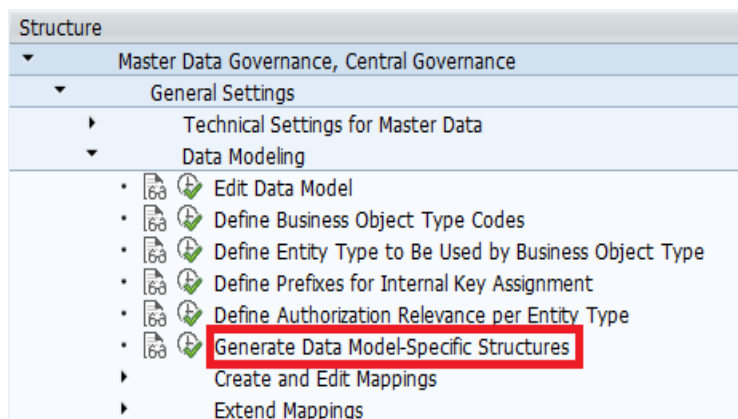 Structure
Master Data Governance, Central Governance
General Settings
Technical Settings for Master Data
Data Modeling
Edit Data Model
Define Business Object Type Codes
Define Entity Type to Be Used by Business Object Type
Define Prefixes for Internal Key Assignment
Define Authorization Relevance per Entity Type
Generate Data Model-Specific Structures
Create and Edit Mappings
Extend Mappings